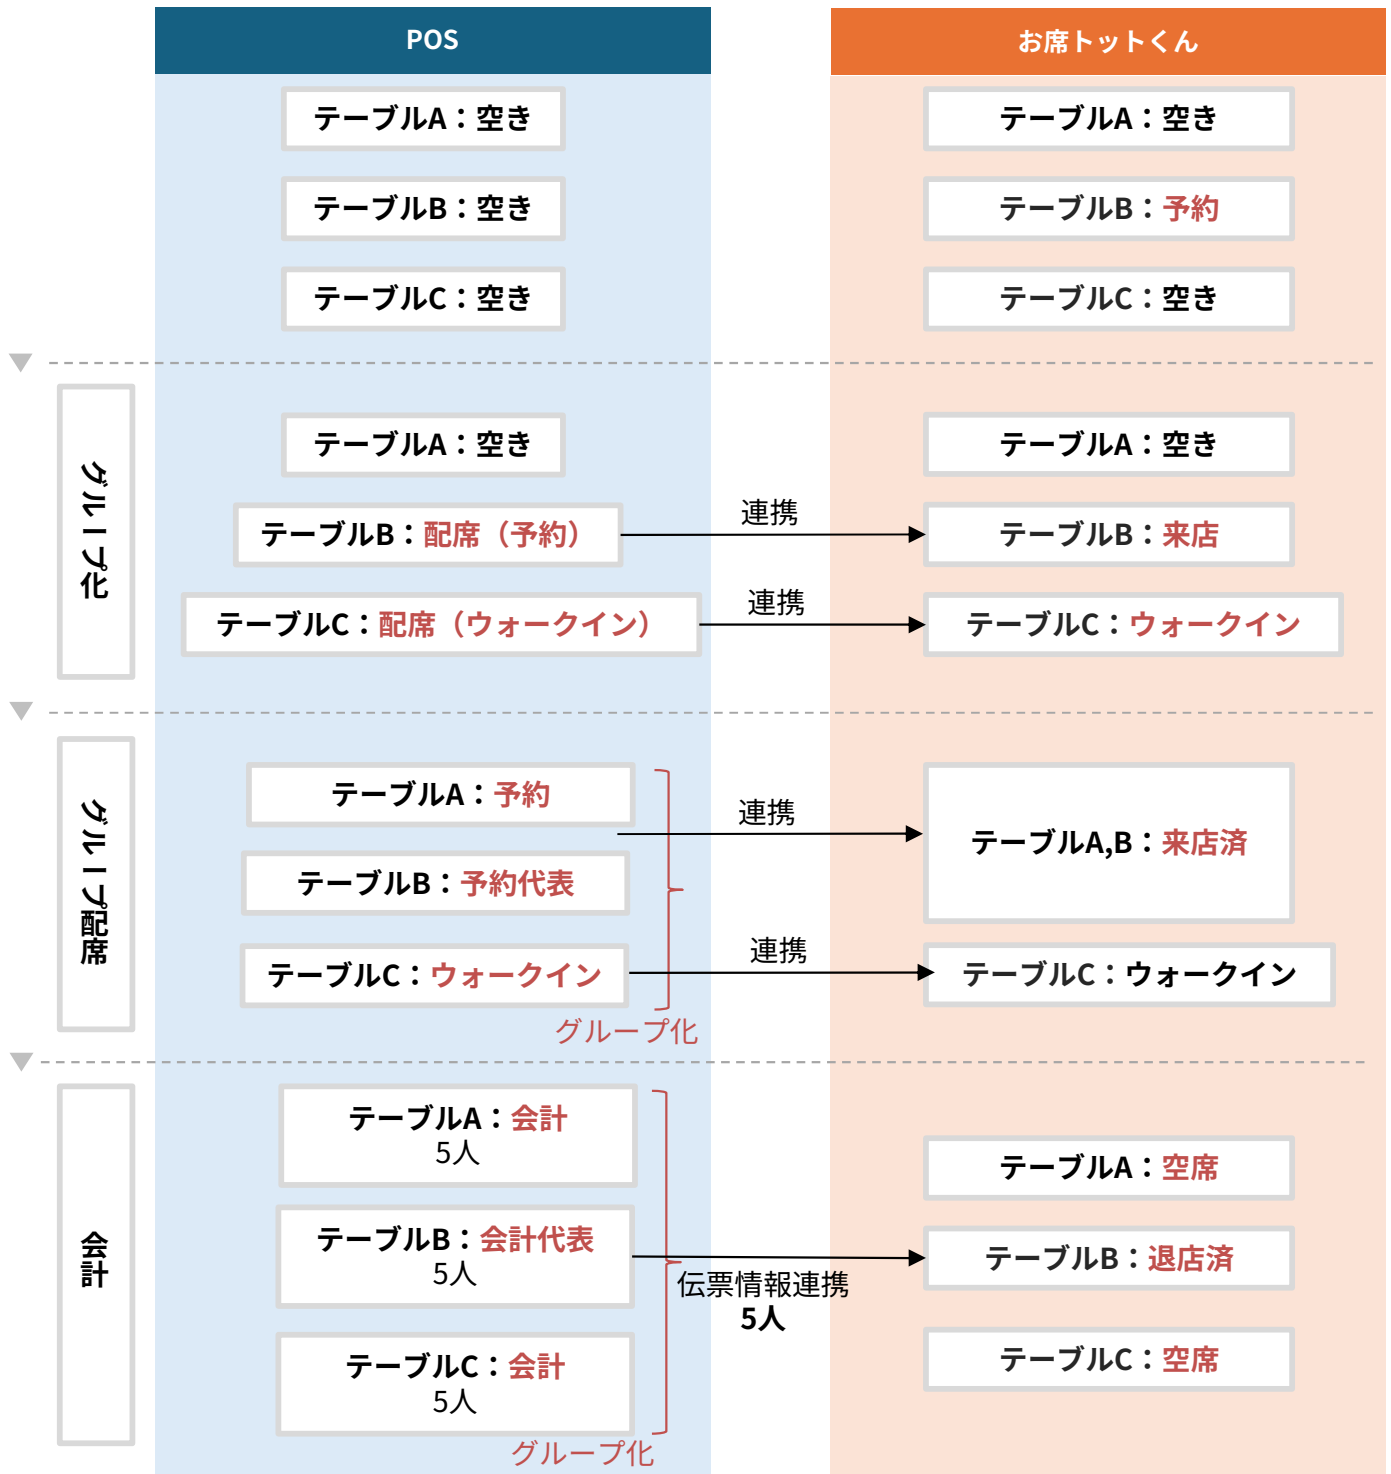 POS
お席トットくん
テーブルA：空き
テーブルA：空き
テーブルB：空き
テーブルB：予約
テーブルC：空き
テーブルC：空き
グループ化
テーブルA：空き
テーブルA：空き
連携
テーブルB：配席（予約）
テーブルB：来店
連携
テーブルC：配席（ウォークイン）
テーブルC：ウォークイン
グループ配席
テーブルA：予約
連携
テーブルA,B：来店済
テーブルB：予約代表
連携
テーブルC：ウォークイン
テーブルC：ウォークイン
グループ化
会計
テーブルA：会計
5人
テーブルA：空席
テーブルB：会計代表
5人
テーブルB：退店済
伝票情報連携
5人
テーブルC：会計
5人
テーブルC：空席
グループ化